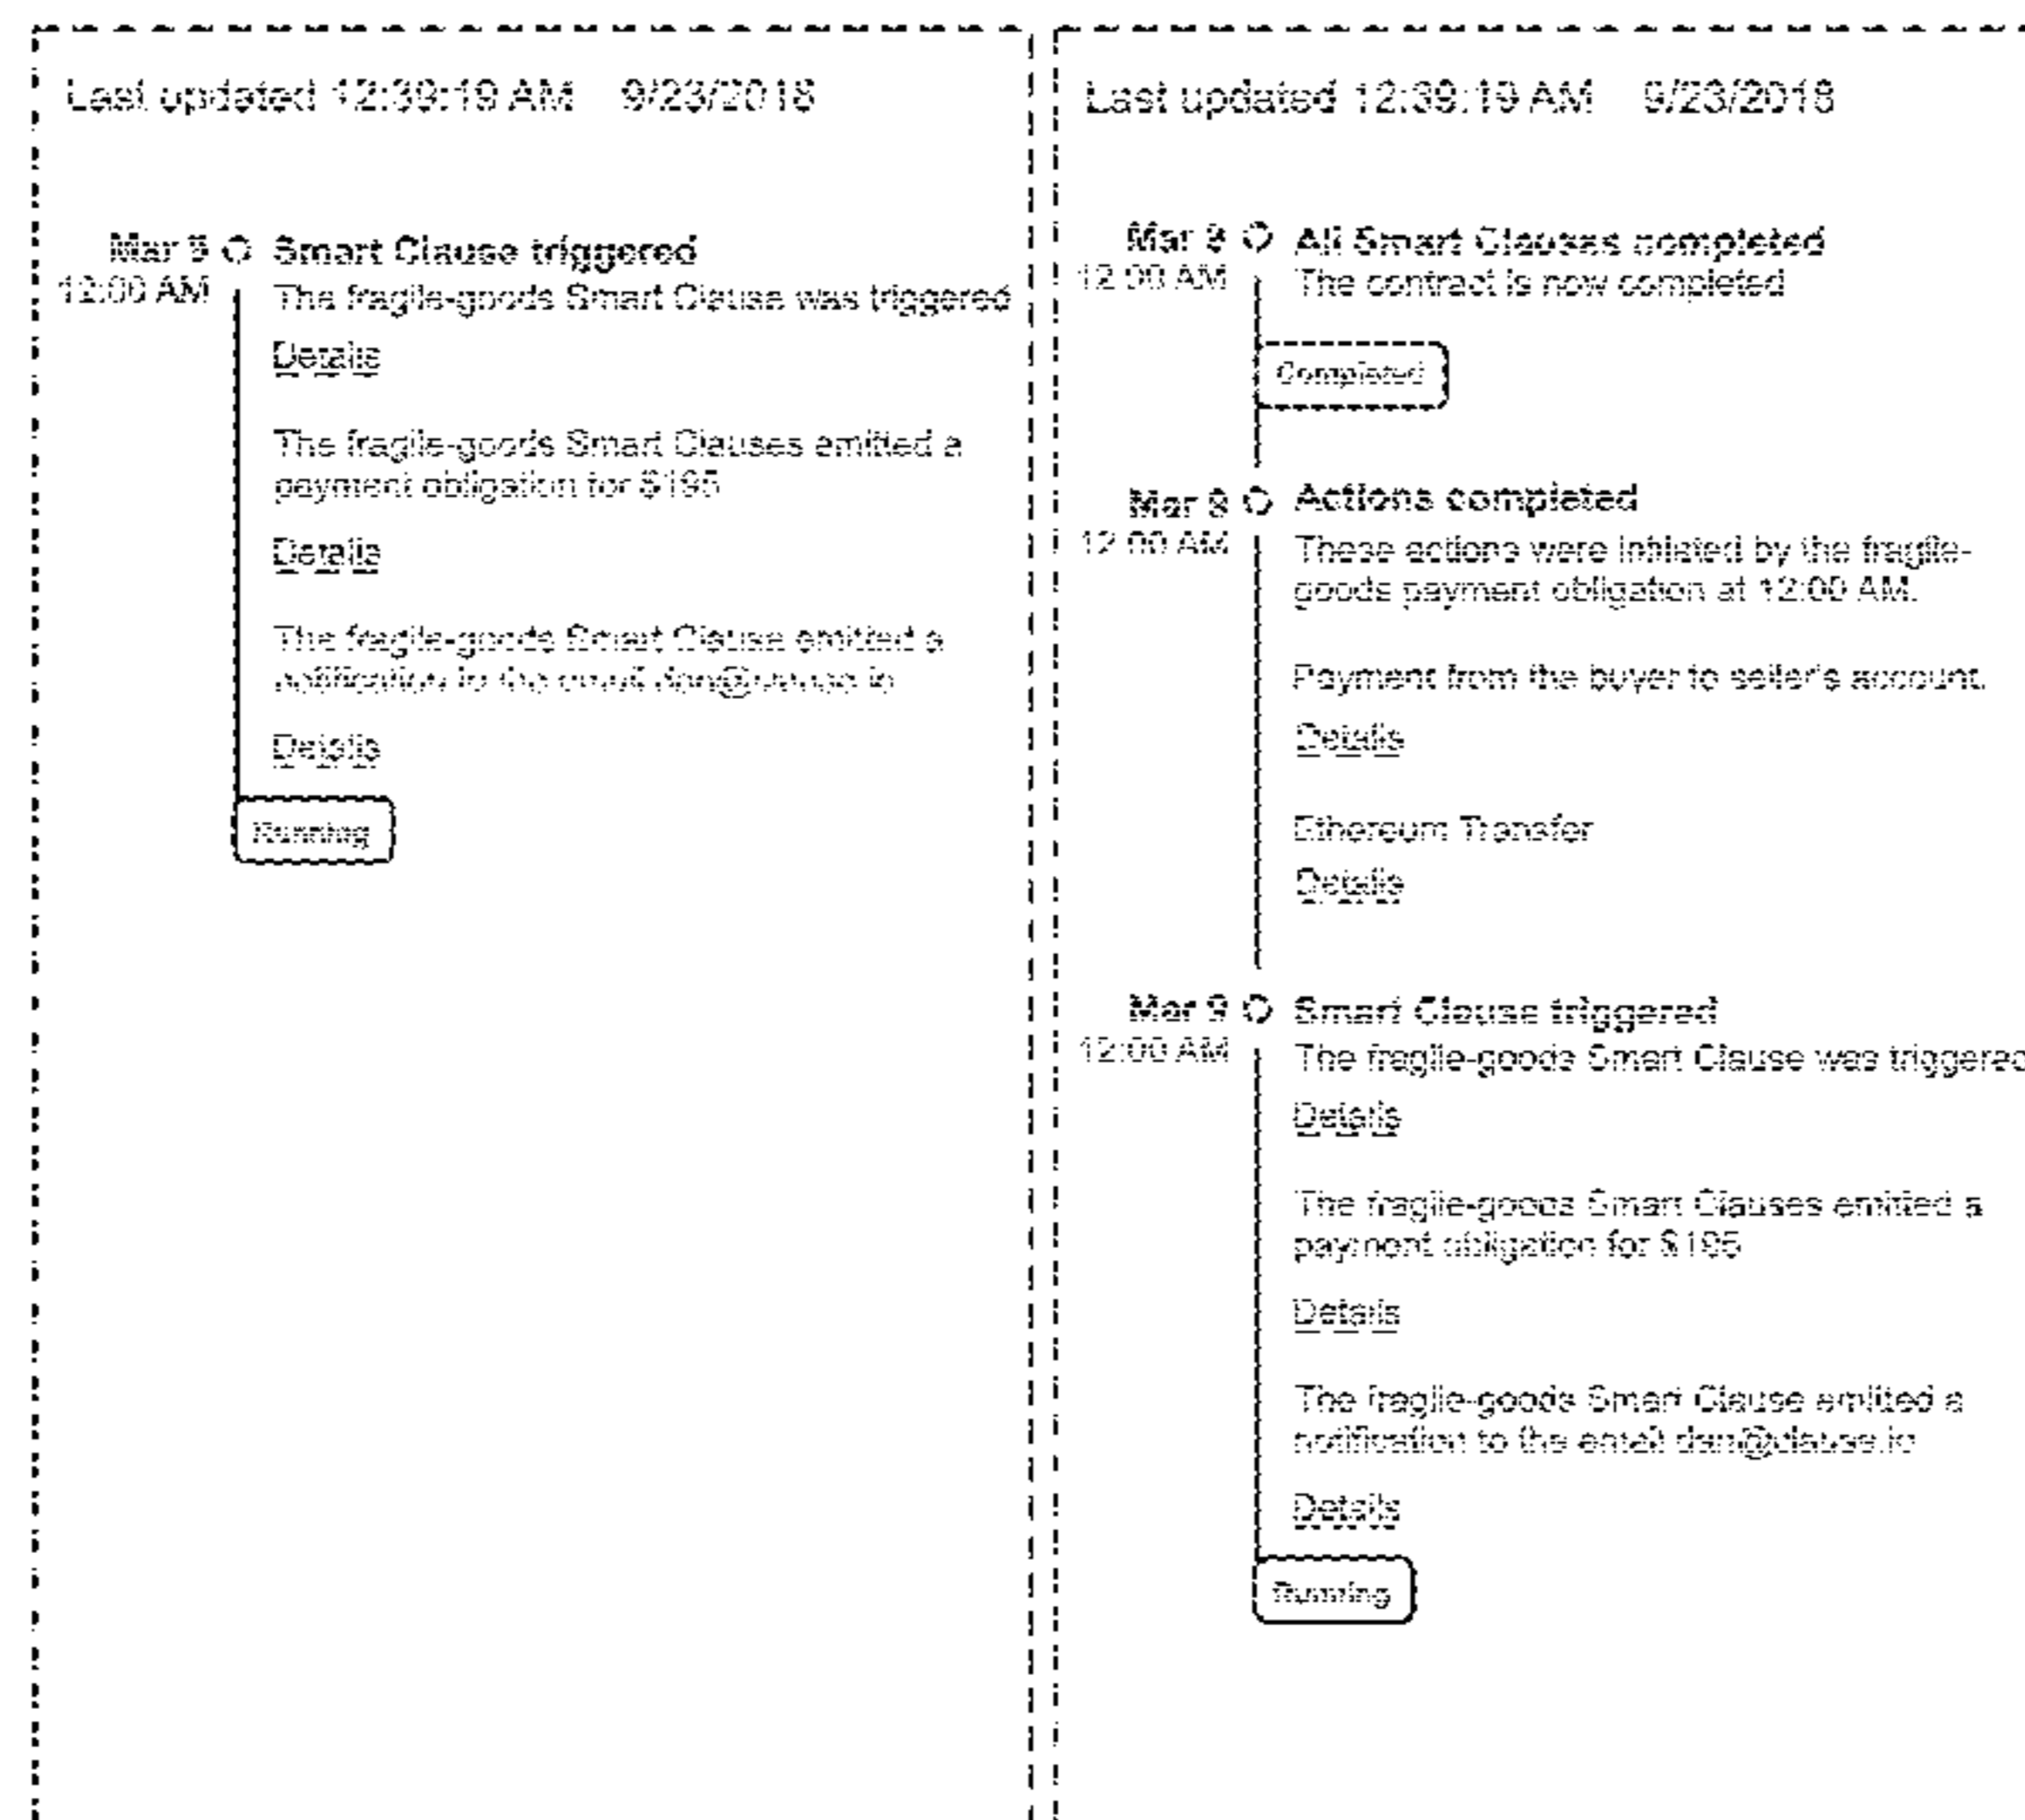 Last updated 12:39:19 AM 9/23/2018
Mar 9 Smart Clause triggered
12:00 AM The fragile-goods Smart Clause was triggered
Details
The fragile-goods Smart Clauses emitted a
payment obligation for $195
Details
The fragile-goods Smart Clause emitted a
notification to the email dan@clause.io
Details
Running
Last updated 12:39:19 AM 9/23/2018
Mar 9 All Smart Clauses completed
12:00 AM The contract is now completed
Completed
Mar 9 Actions completed
12:00 AM These actions were initiated by the fragile-
goods payment obligation at 12:00 AM.
Payment from the buyer to seller's account.
Details
Ethereum Transfer
Details
Mar 9 Smart Clause triggered
12:00 AM The fragile-goods Smart Clause was triggered
Details
The fragile-goods Smart Clauses emitted a
payment obligation for $195
Details
The fragile-goods Smart Clause emitted a
notification to the email dan@clause.io
Details
Running